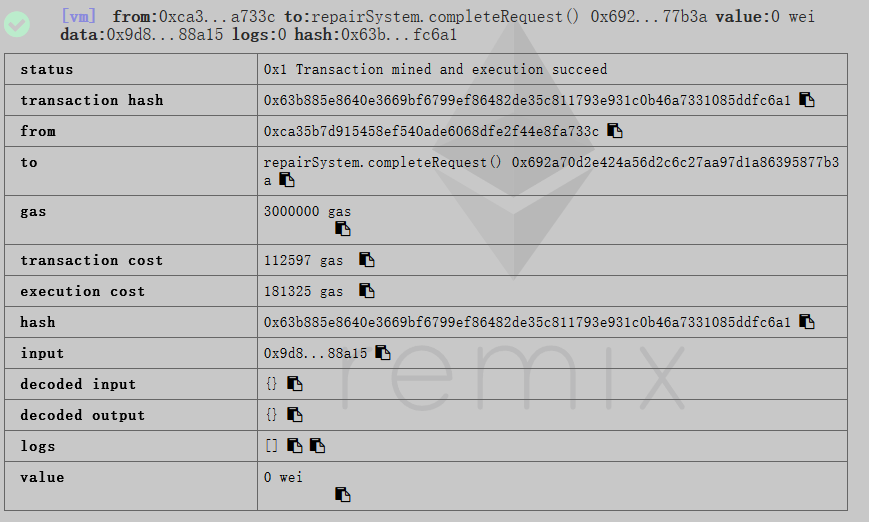 [vm] from:0xca3...a733c to:repairSystem.completeRequest() 0x692...77b3a value:0 wei
data:0x9d8...88a15 logs:0 hash:0x63b...fc6a1
status 0x1 Transaction mined and execution succeed
transaction hash 0x63b885e8640e3669bf6799ef86482de35c811793e931c0b46a7331085ddfc6a1
from 0xca35b7d915458ef540ade6068dfe2f44e8fa733c
to repairSystem.completeRequest() 0x692a70d2e424a56d2c6c27aa97d1a86395877b3
a
gas 3000000 gas
transaction cost 112597 gas
execution cost 181325 gas
hash 0x63b885e8640e3669bf6799ef86482de35c811793e931c0b46a7331085ddfc6a1
input 0x9d8...88a15
remix
decoded input {}
decoded output {}
logs []
value 0 wei